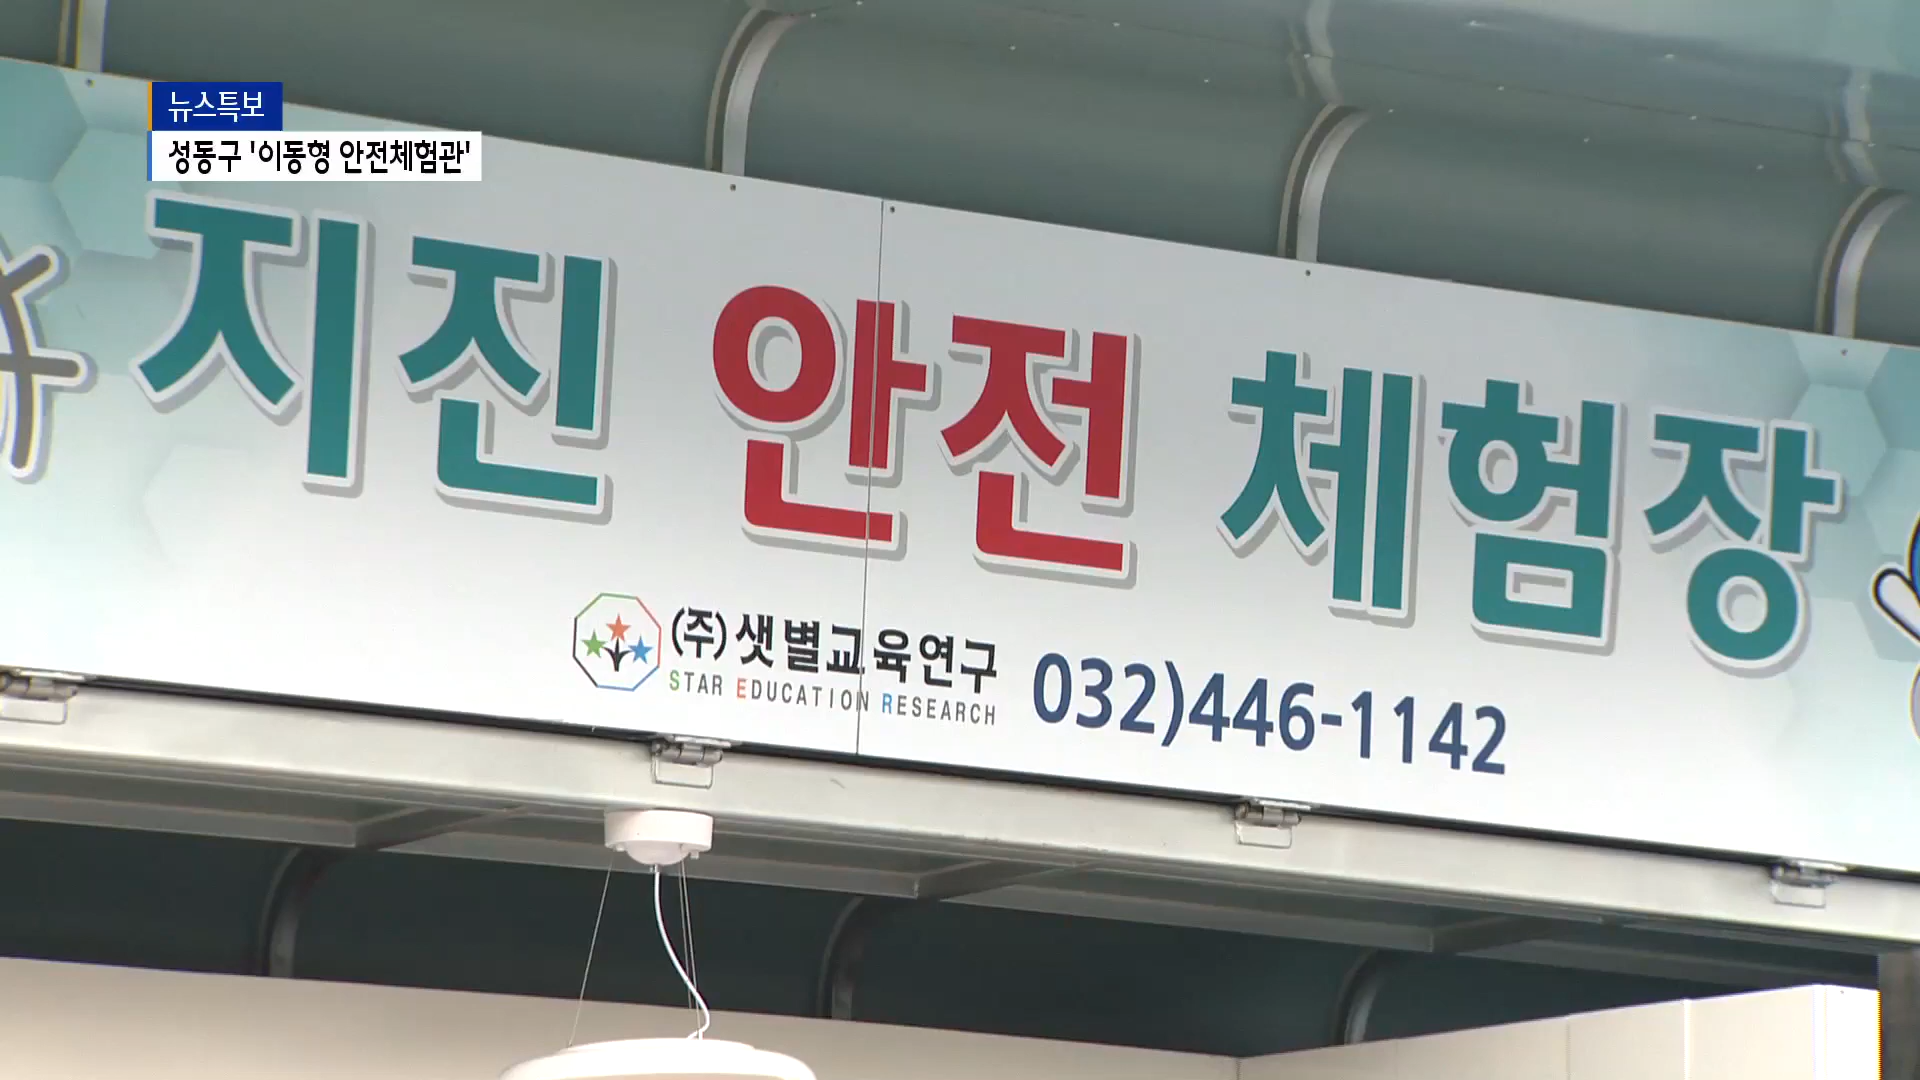 뉴스특보
성동구 '이동형 안전체험관'
지진 안전 체험장
(주)샛별교육연구
STAR EDUCATION RESEARCH
032)446-1142